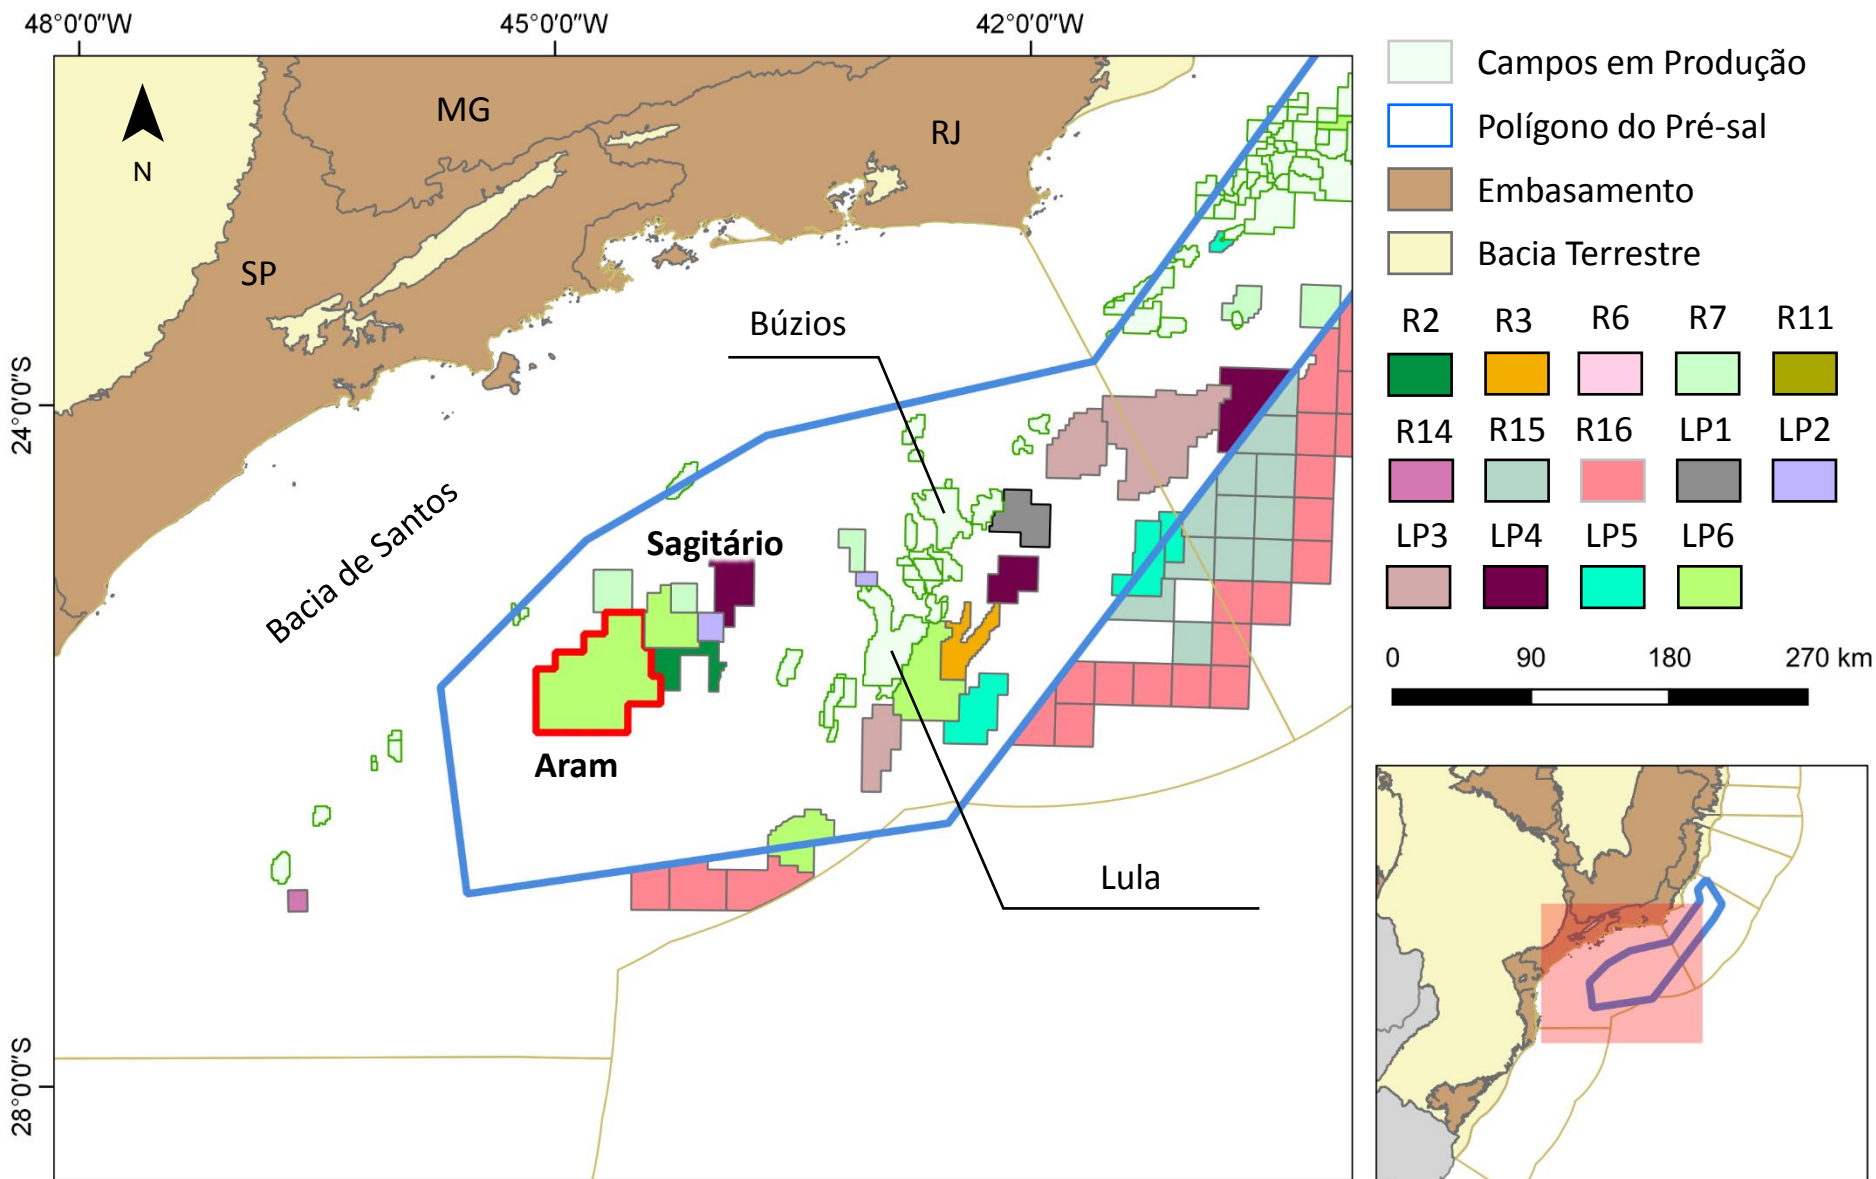 48°0'0"W 45°0'0"W 42°0'0"W
24°0'0"S
28°0'0"S
N
MG
RJ
SP
Búzios
Bacia de Santos
Sagitário
Aram
Lula
Campos em Produção
Polígono do Pré-sal
Embasamento
Bacia Terrestre
R2 R3 R6 R7 R11
R14 R15 R16 LP1 LP2
LP3 LP4 LP5 LP6
0 90 180 270 km